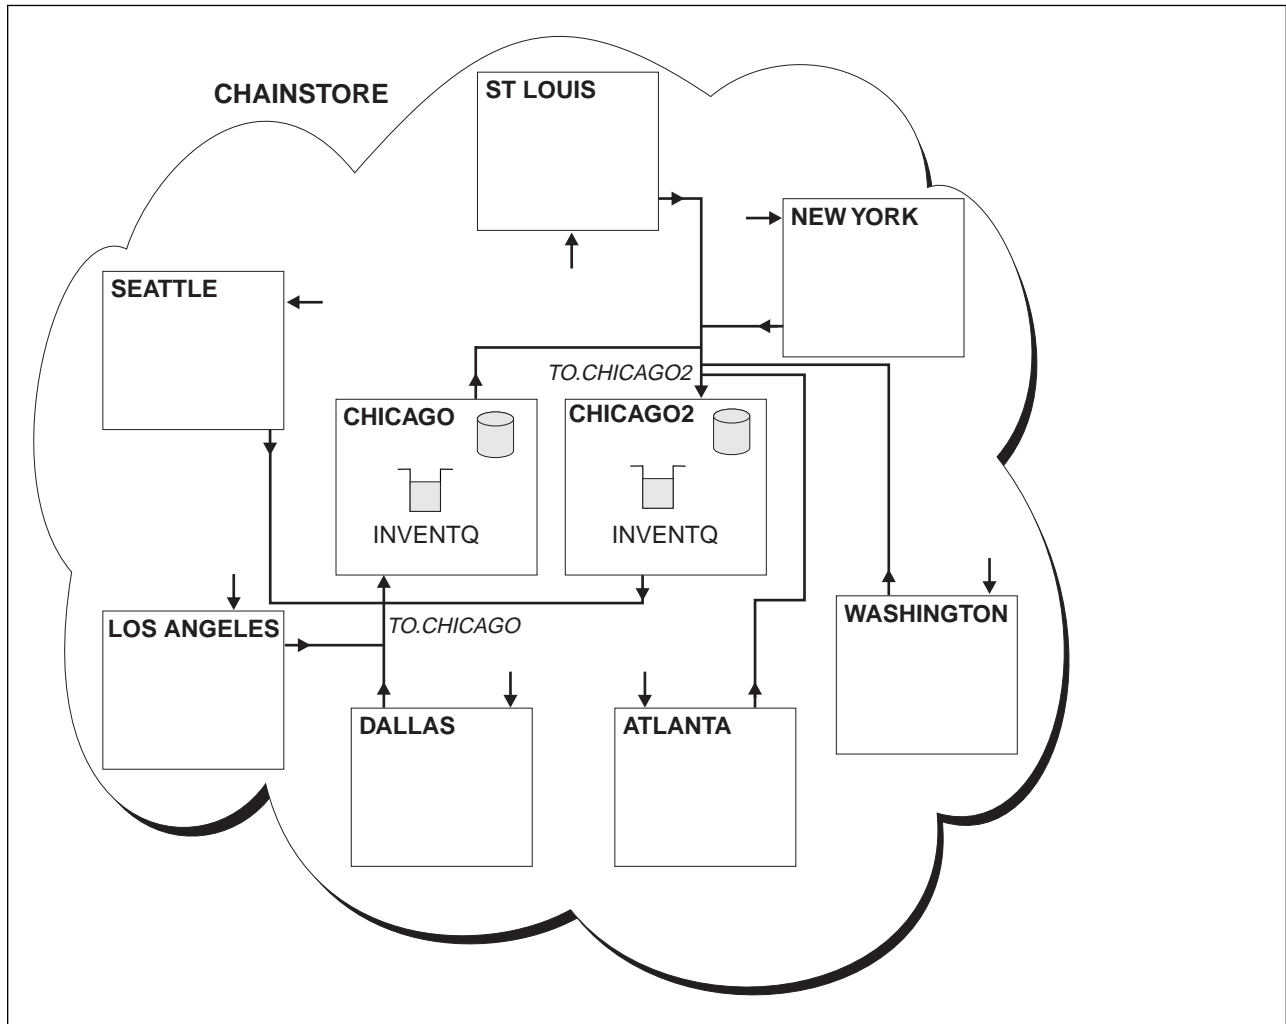 CHAINSTORE
ST LOUIS
NEW YORK
SEATTLE
TO.CHICAGO2
CHICAGO
CHICAGO2
INVENTQ
INVENTQ
LOS ANGELES
TO.CHICAGO
WASHINGTON
DALLAS
ATLANTA